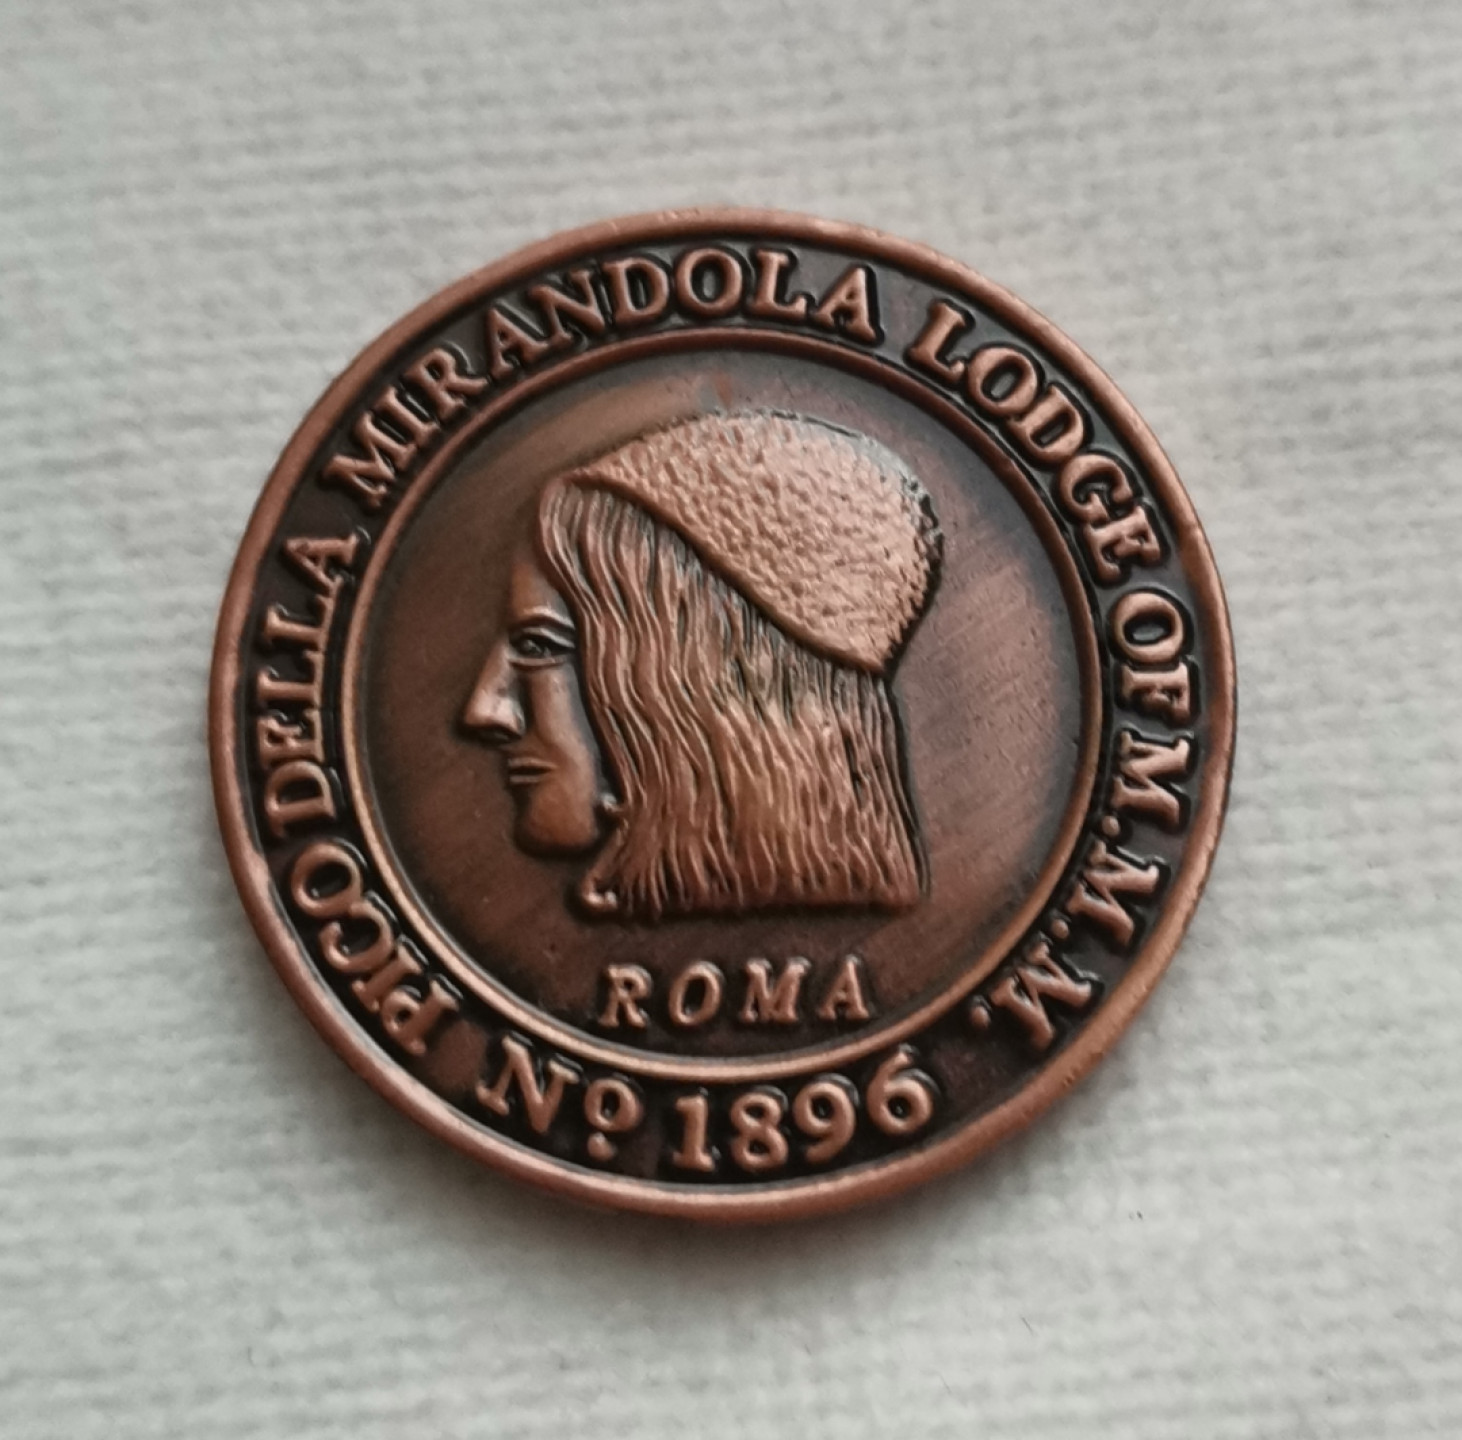 PICO DELLA MIRANDOLA LODGE OF M.M.M.
Nº 1896
ROMA